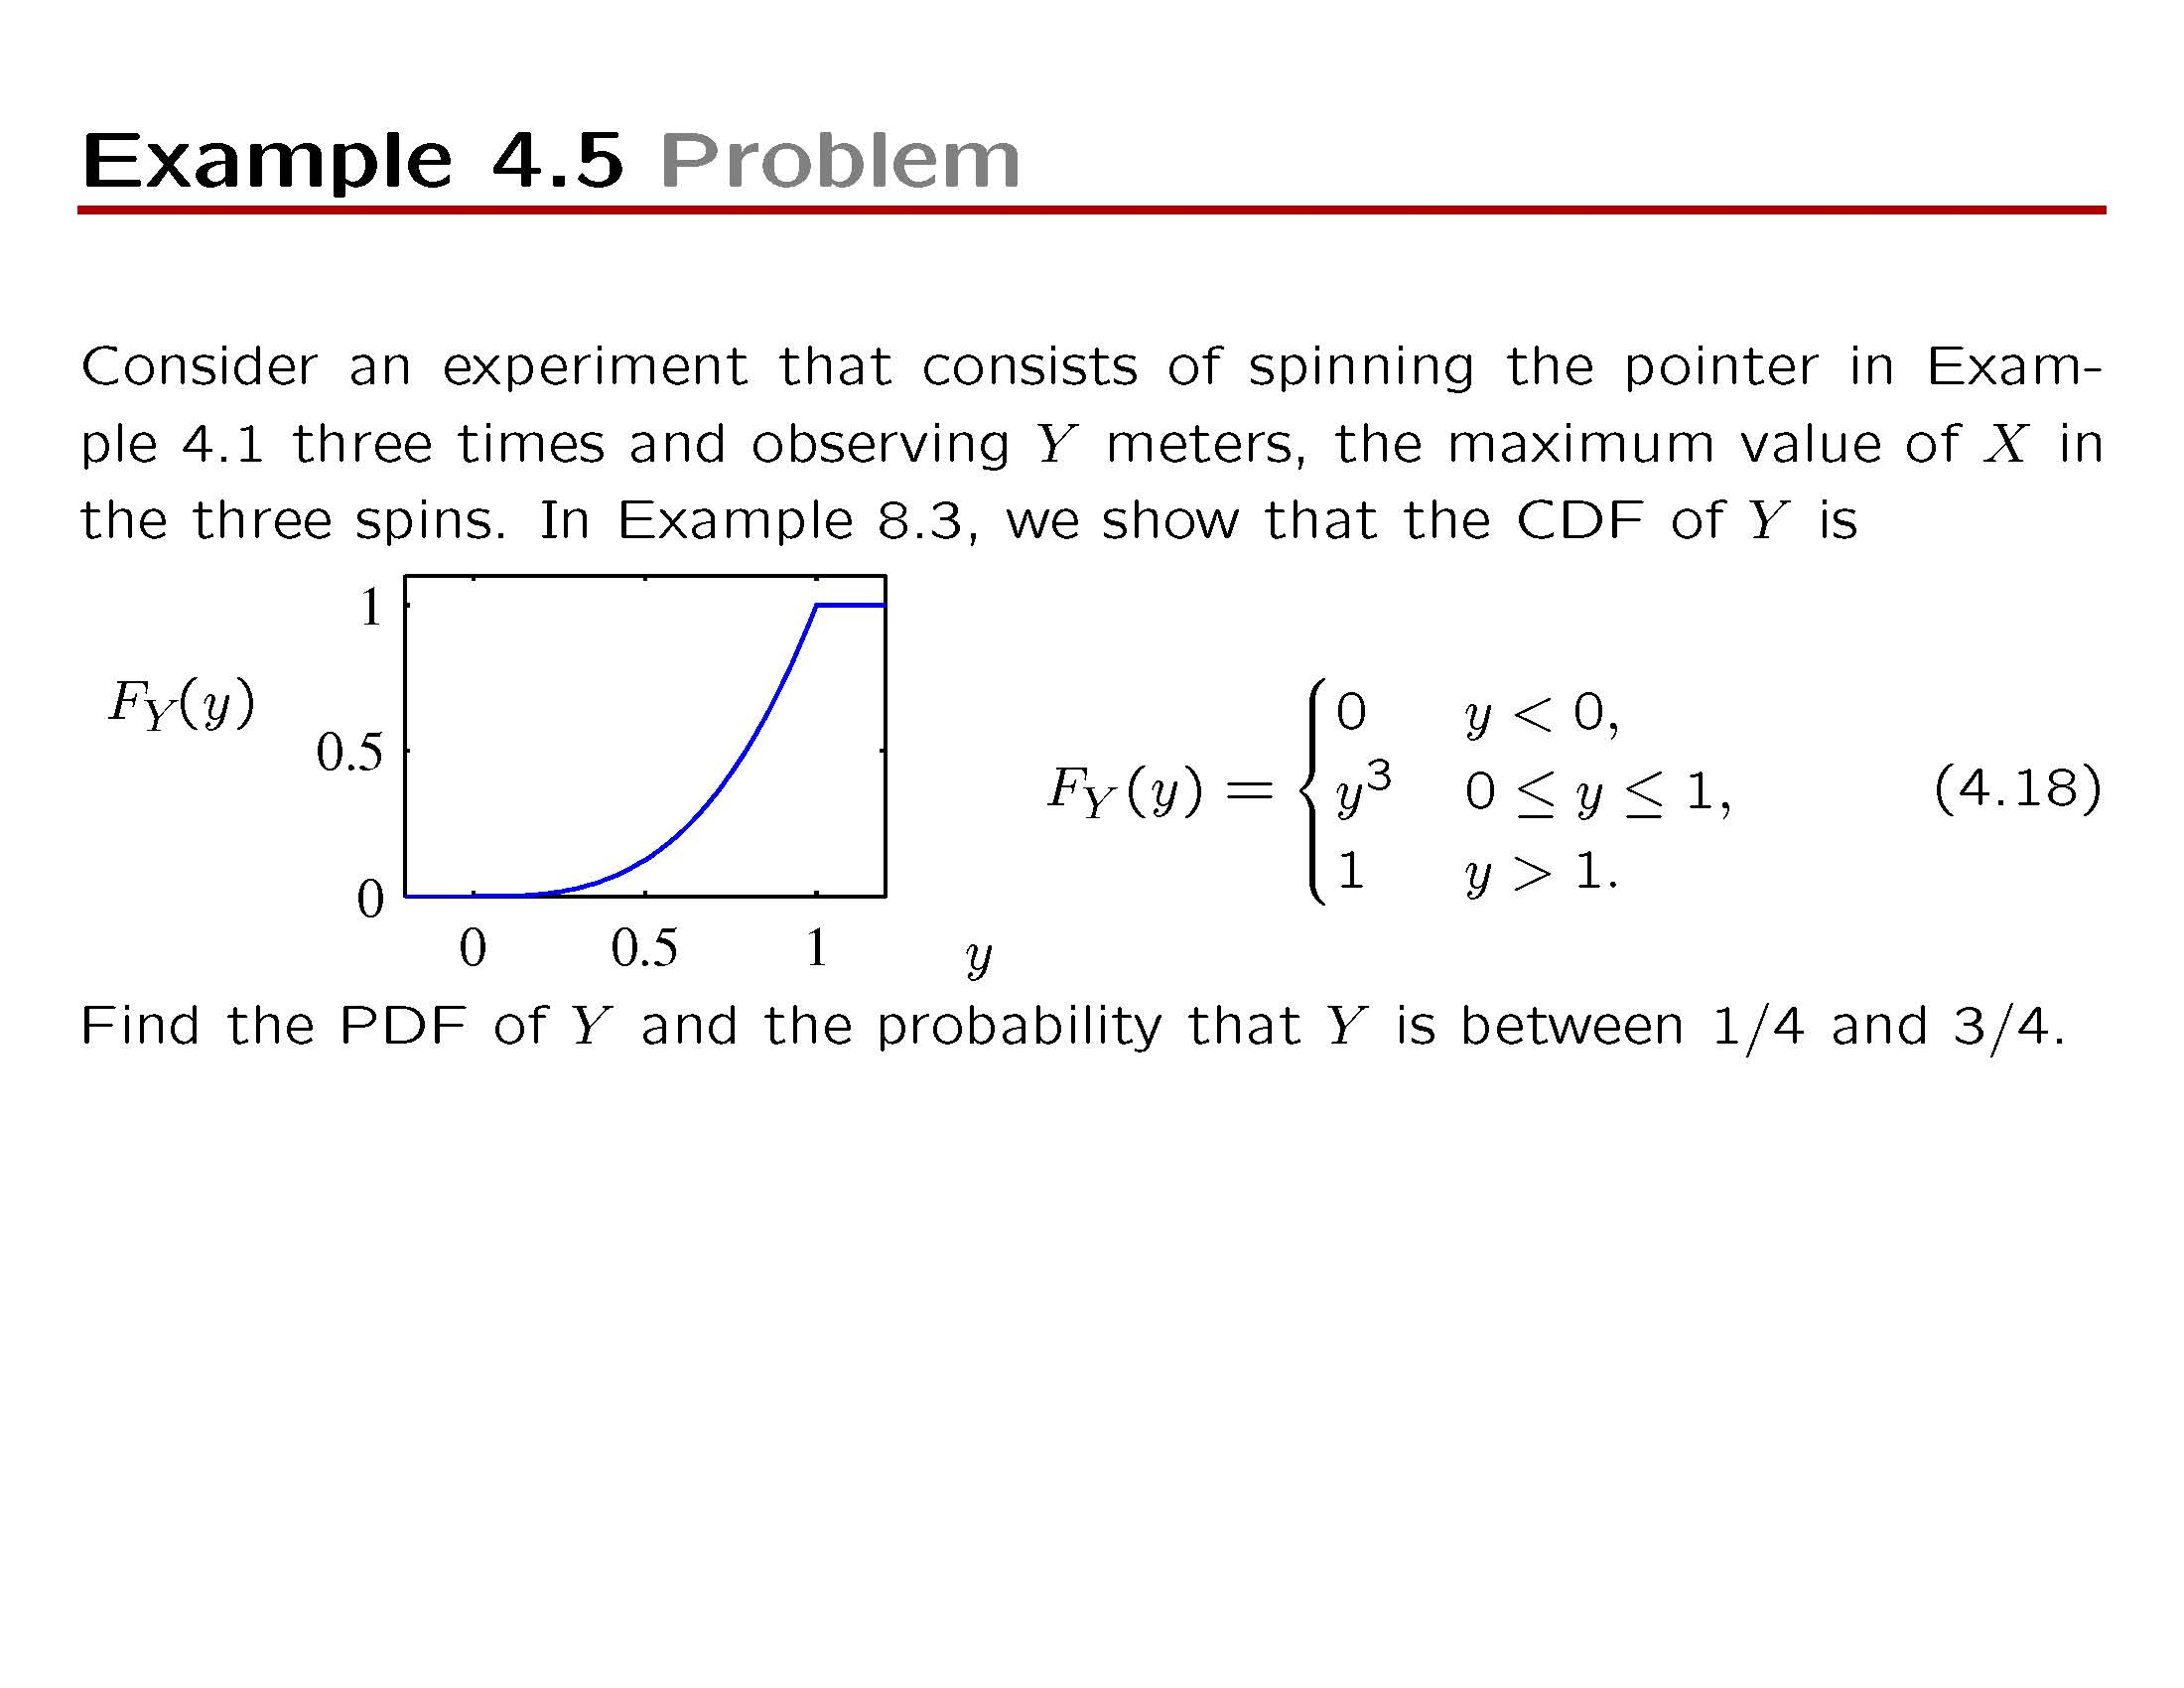 Example 4.5 Problem
Consider an experiment that consists of spinning the pointer in Exam-
ple 4.1 three times and observing Y meters, the maximum value of X in
the three spins. In Example 8.3, we show that the CDF of Y is
1
F_Y(y)
0.5
0
0 0.5 1 y
F_Y(y) = { 0 y < 0,
y³ 0 ≤ y ≤ 1, (4.18)
1 y > 1.
Find the PDF of Y and the probability that Y is between 1/4 and 3/4.